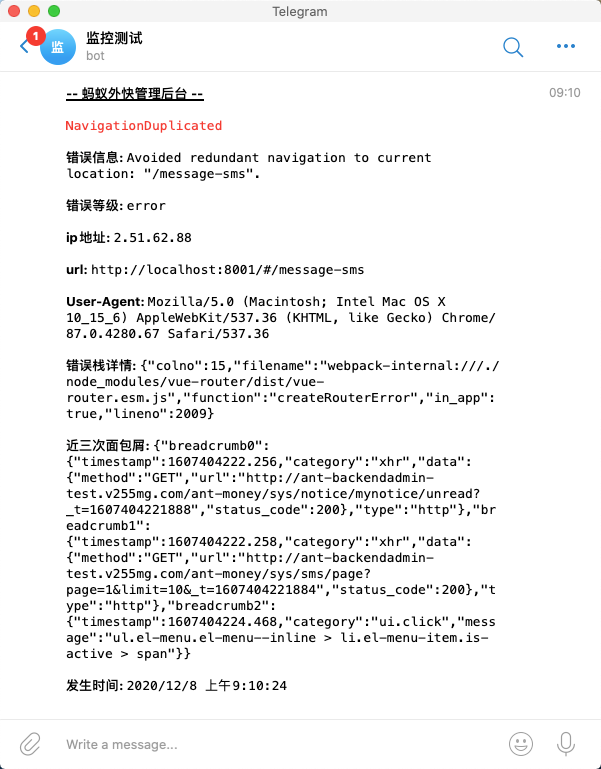 Telegram
1
监
监控测试
bot
-- 蚂蚁外快管理后台 --
09:10
NavigationDuplicated
错误信息: Avoided redundant navigation to current
location: "/message-sms".
错误等级: error
ip地址: 2.51.62.88
url: http://localhost:8001/#/message-sms
User-Agent: Mozilla/5.0 (Macintosh; Intel Mac OS X
10_15_6) AppleWebKit/537.36 (KHTML, like Gecko) Chrome/
87.0.4280.67 Safari/537.36
错误栈详情: {"colno":15,"filename":"webpack-internal:///./
node_modules/vue-router/dist/vue-
router.esm.js","function":"createRouterError","in_app":
true,"lineno":2009}
近三次面包屑: {"breadcrumb0":
{"timestamp":1607404222.256,"category":"xhr","data":
{"method":"GET","url":"http://ant-backendadmin-
test.v255mg.com/ant-money/sys/notice/mynotice/unread?
_t=1607404221888","status_code":200},"type":"http"},"br
eadcrumb1":
{"timestamp":1607404222.258,"category":"xhr","data":
{"method":"GET","url":"http://ant-backendadmin-
test.v255mg.com/ant-money/sys/sms/page?
page=1&limit=10&_t=1607404221884","status_code":200},"t
ype":"http"},"breadcrumb2":
{"timestamp":1607404224.468,"category":"ui.click","mess
age":"ul.el-menu.el-menu--inline > li.el-menu-item.is-
active > span"}}
发生时间: 2020/12/8 上午9:10:24
Write a message...